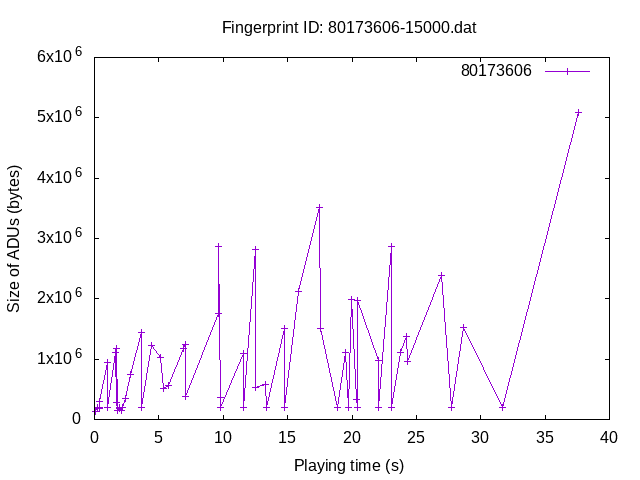 Fingerprint ID: 80173606-15000.dat
80173606
6x10^6
5x10^6
4x10^6
3x10^6
2x10^6
1x10^6
0
Size of ADUs (bytes)
0 5 10 15 20 25 30 35 40
Playing time (s)